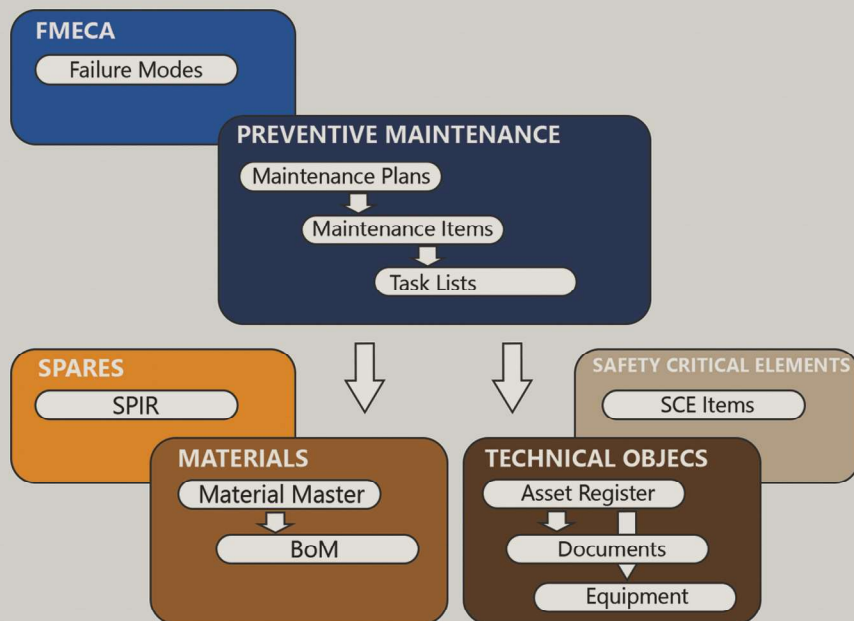 FMECA
Failure Modes
PREVENTIVE MAINTENANCE
Maintenance Plans
Maintenance Items
Task Lists
SPARES
SPIR
SAFETY CRITICAL ELEMENTS
SCE Items
MATERIALS
Material Master
BoM
TECHNICAL OBJECS
Asset Register
Documents
Equipment